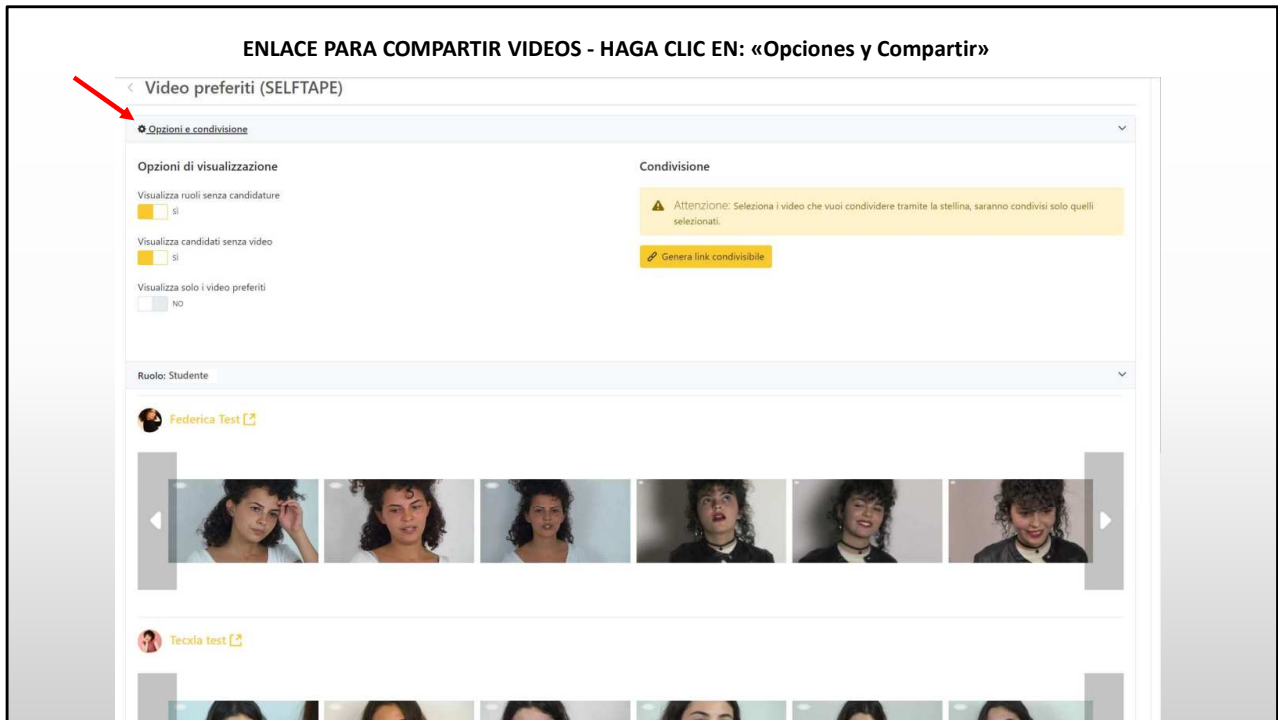 ENLACE PARA COMPARTIR VIDEOS - HAGA CLIC EN: «Opciones y Compartir»
Video preferiti (SELFTAPE)
Opzioni e condivisione
Opzioni di visualizzazione
Visualizza ruoli senza candidature
SÌ
Visualizza candidati senza video
SÌ
Visualizza solo i video preferiti
NO
Condivisione
Attenzione: Seleziona i video che vuoi condividere tramite la stellina, saranno condivisi solo quelli
selezionati.
Genera link condivisibile
Ruolo: Studente
Federica Test
Tecxla test